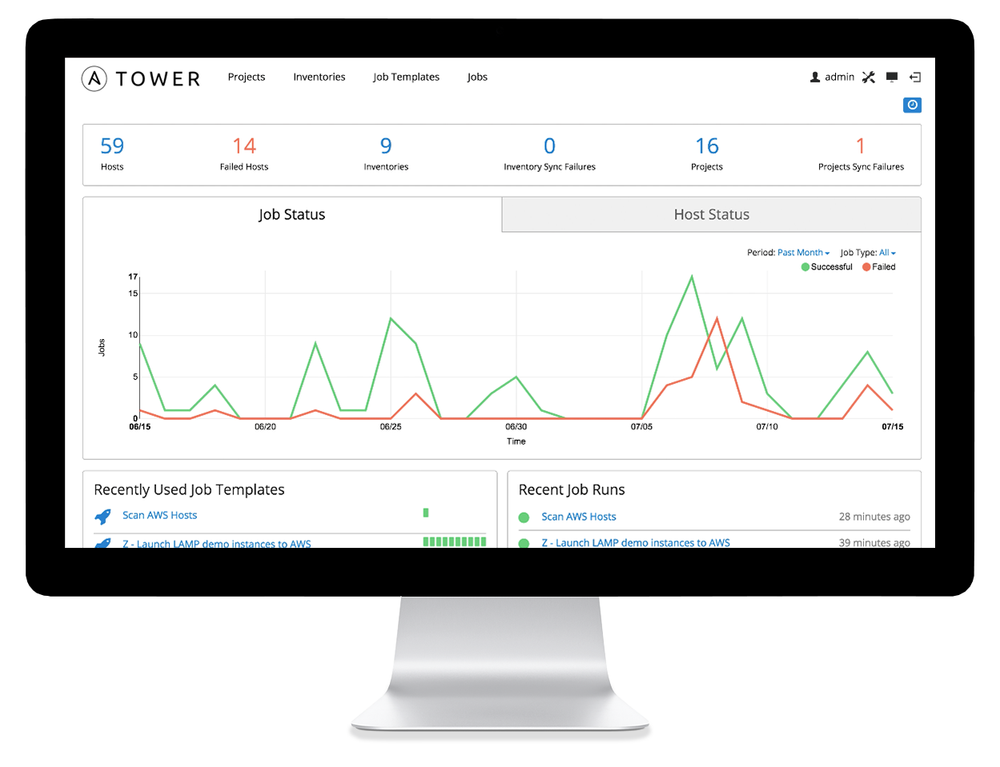 TOWER Projects Inventories Job Templates Jobs admin
59 14 9 0 16 1
Hosts Failed Hosts Inventories Inventory Sync Failures Projects Projects Sync Failures
Job Status Host Status
Period: Past Month Job Type: All
Successful Failed
17
15
10
5
0
Jobs
06/15 06/20 06/25 06/30 07/05 07/10 07/15
Time
Recently Used Job Templates
Scan AWS Hosts
Z - Launch LAMP demo instances to AWS
Recent Job Runs
Scan AWS Hosts 28 minutes ago
Z - Launch LAMP demo instances to AWS 39 minutes ago